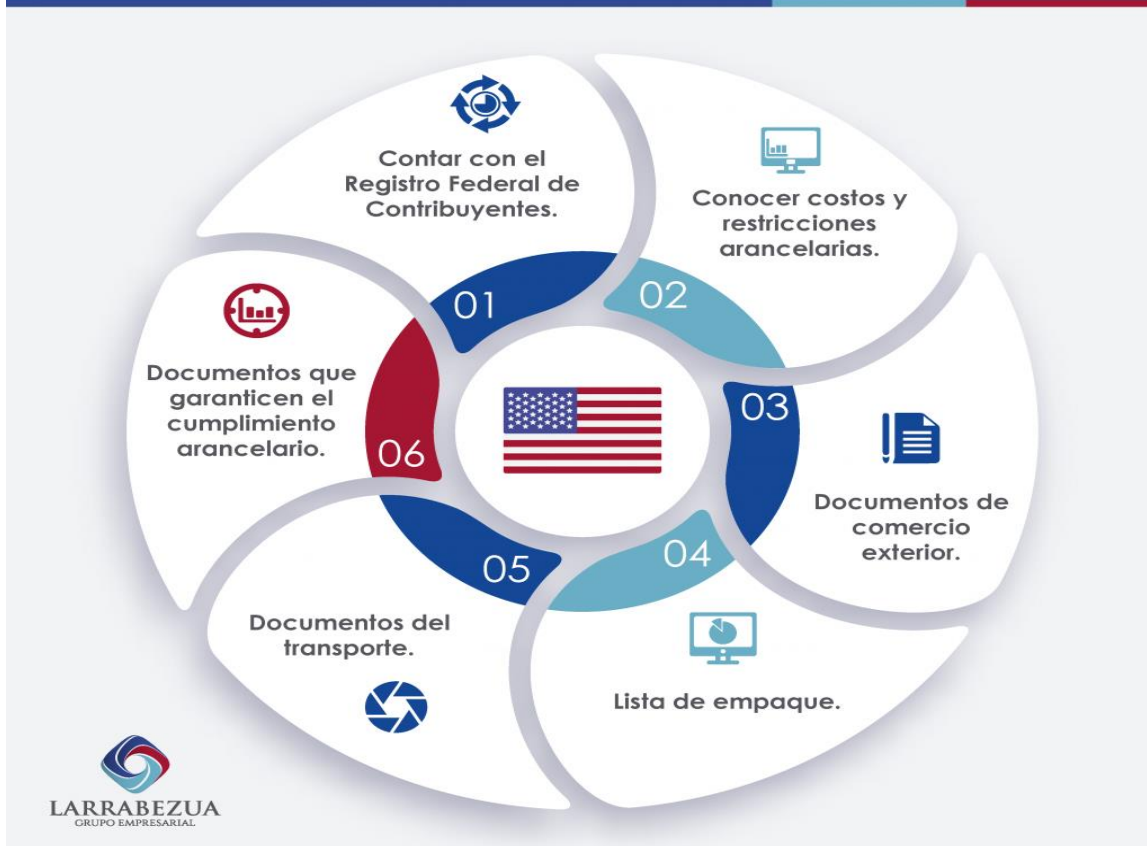 01
Contar con el
Registro Federal de
Contribuyentes.
02
Conocer costos y
restricciones
arancelarias.
03
Documentos de
comercio
exterior.
04
Lista de empaque.
05
Documentos del
transporte.
06
Documentos que
garanticen el
cumplimiento
arancelario.
LARRABEZUA
GRUPO EMPRESARIAL